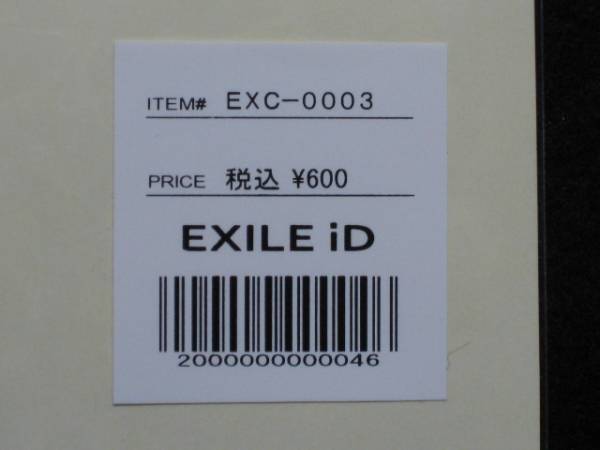 ITEM# EXC-0003
PRICE 税込 ¥600
EXILE iD
2000000000046